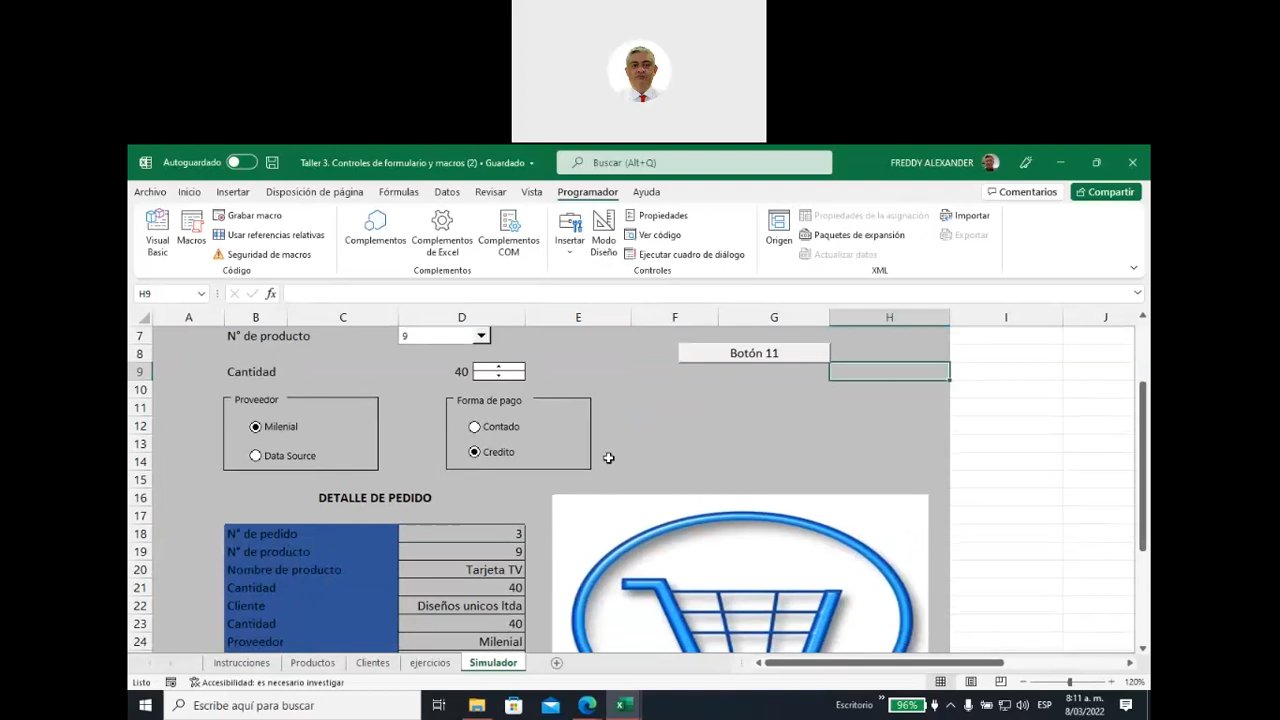 Autoguardado
Taller 3. Controles de formulario y macros (2) • Guardado
Buscar (Alt+Q)
FREDDY ALEXANDER
Archivo Inicio Insertar Disposición de página Fórmulas Datos Revisar Vista Programador Ayuda
Comentarios Compartir
Visual Basic
Macros
Grabar macro
Usar referencias relativas
Seguridad de macros
Código
Complementos
Complementos de Excel
Complementos COM
Complementos
Insertar
Modo Diseño
Propiedades
Ver código
Ejecutar cuadro de diálogo
Controles
Origen
Propiedades de la asignación
Paquetes de expansión
Actualizar datos
Importar
Exportar
XML
H9 fx
A B C D E F G H I J
7 N° de producto 9
8 Botón 11
9 Cantidad 40
10
11 Proveedor Forma de pago
12 Milenial Contado
13
14 Data Source Credito
15
16 DETALLE DE PEDIDO
17
18 N° de pedido 3
19 N° de producto 9
20 Nombre de producto Tarjeta TV
21 Cantidad 40
22 Cliente Diseños unicos ltda
23 Cantidad 40
24 Proveedor Milenial
Instrucciones Productos Clientes ejercicios Simulador
Listo Accesibilidad: es necesario investigar 120%
Escribe aquí para buscar
Escritorio 96% ESP
8:11 a. m.
8/03/2022